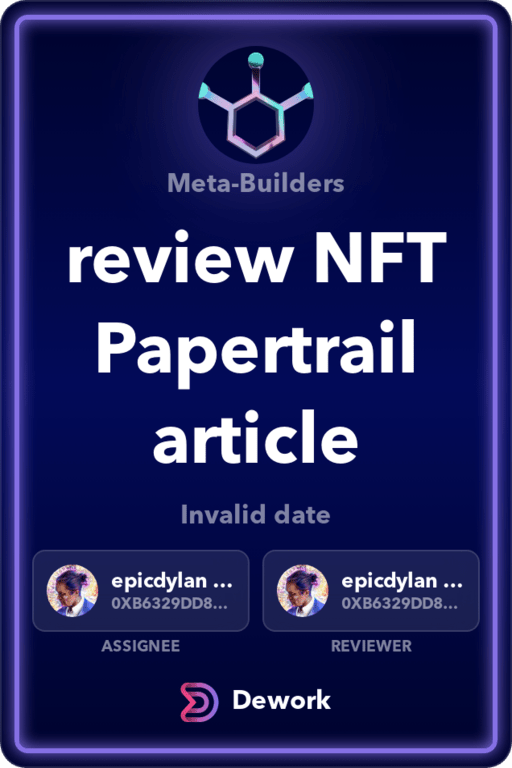 Meta-Builders
review NFT
Papertrail
article
Invalid date
epicdylan ...
0XB6329DD8...
ASSIGNEE
epicdylan ...
0XB6329DD8...
REVIEWER
Dework